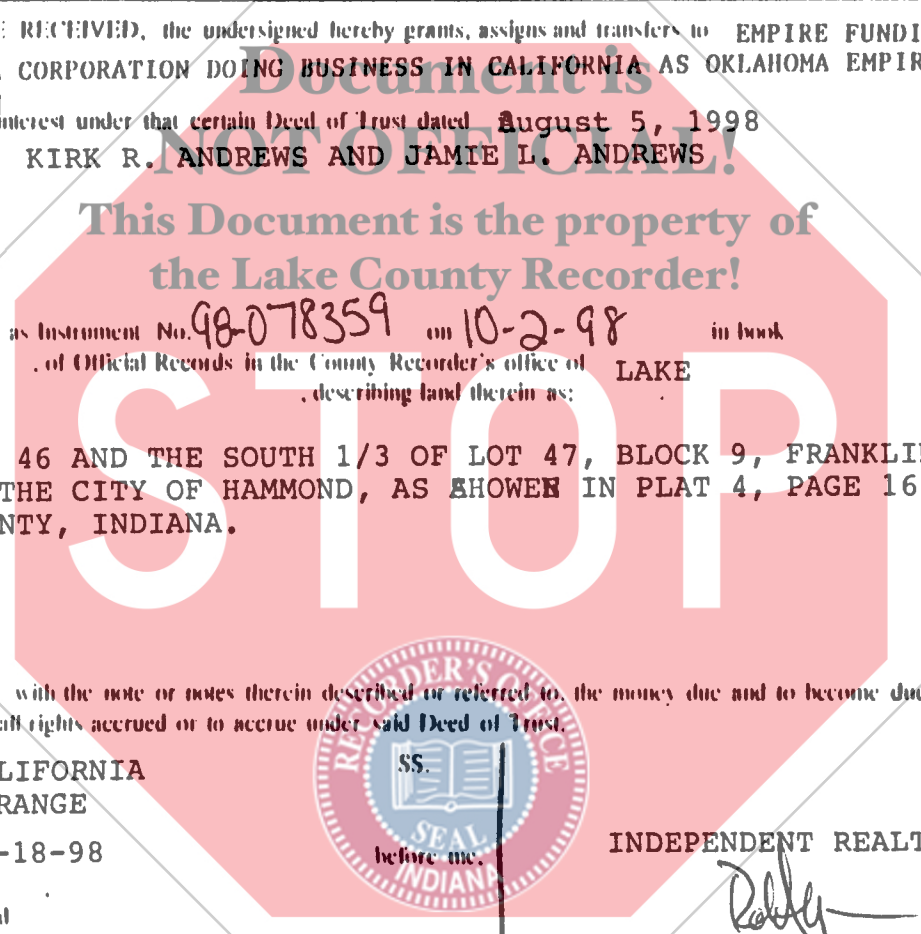 E RECEIVED, the undersigned hereby grants, assigns and transfers to EMPIRE FUNDI
A CORPORATION DOING BUSINESS IN CALIFORNIA AS OKLAHOMA EMPIR
Document is
interest under that certain Deed of Trust dated August 5, 1998
NOT OFFICIAL!
KIRK R. ANDREWS AND JAMIE L. ANDREWS
This Document is the property of
the Lake County Recorder!
as Instrument No. 98-078359 on 10-2-98 in book
, of Official Records in the County Recorder's office of LAKE
, describing land therein as:
46 AND THE SOUTH 1/3 OF LOT 47, BLOCK 9, FRANKLI
THE CITY OF HAMMOND, AS SHOWEN IN PLAT 4, PAGE 16
NTY, INDIANA.
STOP
with the note or notes therein described or referred to, the money due and to become du
all rights accrued or to accrue under said Deed of Trust.
RECORDER'S OFFICE
SEAL
INDIANA
LIFORNIA SS.
RANGE
-18-98 before me. INDEPENDENT REALT